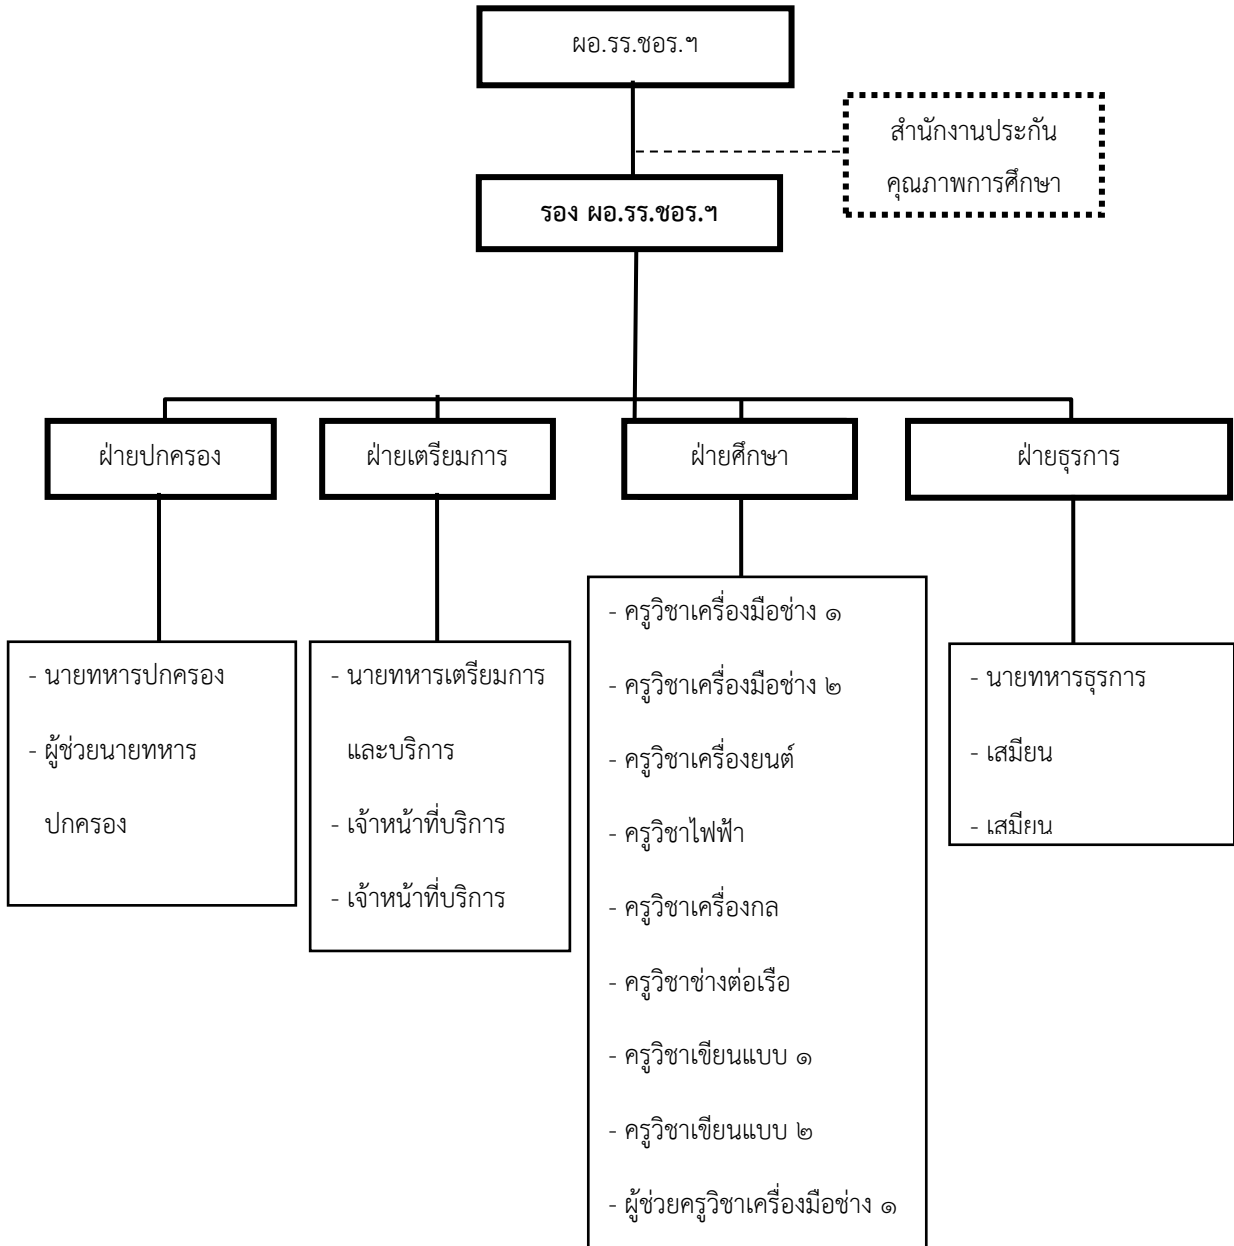 ผอ.รร.ชอร.ฯ
สำนักงานประกัน
คุณภาพการศึกษา
รอง ผอ.รร.ชอร.ฯ
ฝ่ายปกครอง
ฝ่ายเตรียมการ
ฝ่ายศึกษา
ฝ่ายธุรการ
- นายทหารปกครอง
- ผู้ช่วยนายทหาร
ปกครอง
- นายทหารเตรียมการ
และบริการ
- เจ้าหน้าที่บริการ
- เจ้าหน้าที่บริการ
- ครูวิชาเครื่องมือช่าง ๑
- ครูวิชาเครื่องมือช่าง ๒
- ครูวิชาเครื่องยนต์
- ครูวิชาไฟฟ้า
- ครูวิชาเครื่องกล
- ครูวิชาช่างต่อเรือ
- ครูวิชาเขียนแบบ ๑
- ครูวิชาเขียนแบบ ๒
- ผู้ช่วยครูวิชาเครื่องมือช่าง ๑
- นายทหารธุรการ
- เสมียน
- เสมียน